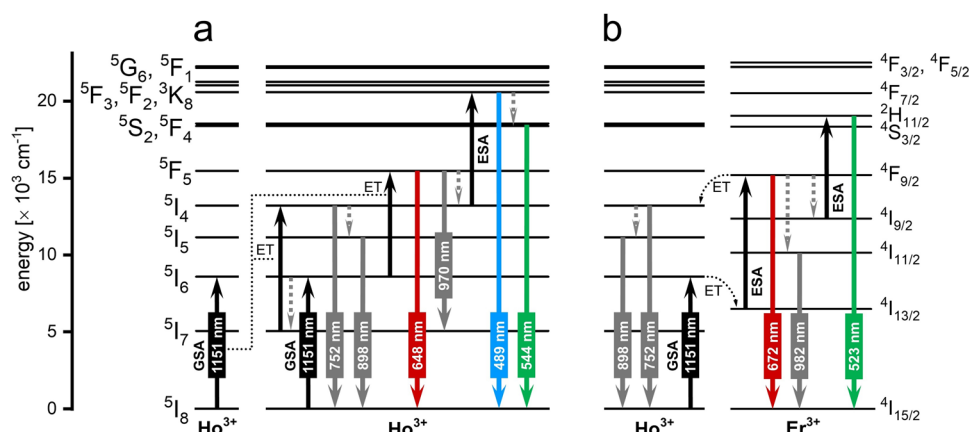 a
b
energy [× 10³ cm⁻¹]
20
15
10
5
0
⁵G₆, ⁵F₁
⁵F₃,⁵F₂,³K₈
⁵S₂,⁵F₄
⁵F₅
⁵I₄
⁵I₅
⁵I₆
⁵I₇
⁵I₈
GSA
1151 nm
ET
ET
GSA
1151 nm
752 nm
898 nm
648 nm
970 nm
ESA
489 nm
544 nm
Ho³⁺
Ho³⁺
898 nm
752 nm
GSA
1151 nm
ET
ET
ESA
672 nm
982 nm
ESA
523 nm
⁴F₃/₂, ⁴F₅/₂
⁴F₇/₂
²H₁₁/₂
⁴S₃/₂
⁴F₉/₂
⁴I₉/₂
⁴I₁₁/₂
⁴I₁₃/₂
⁴I₁₅/₂
Ho³⁺
Er³⁺